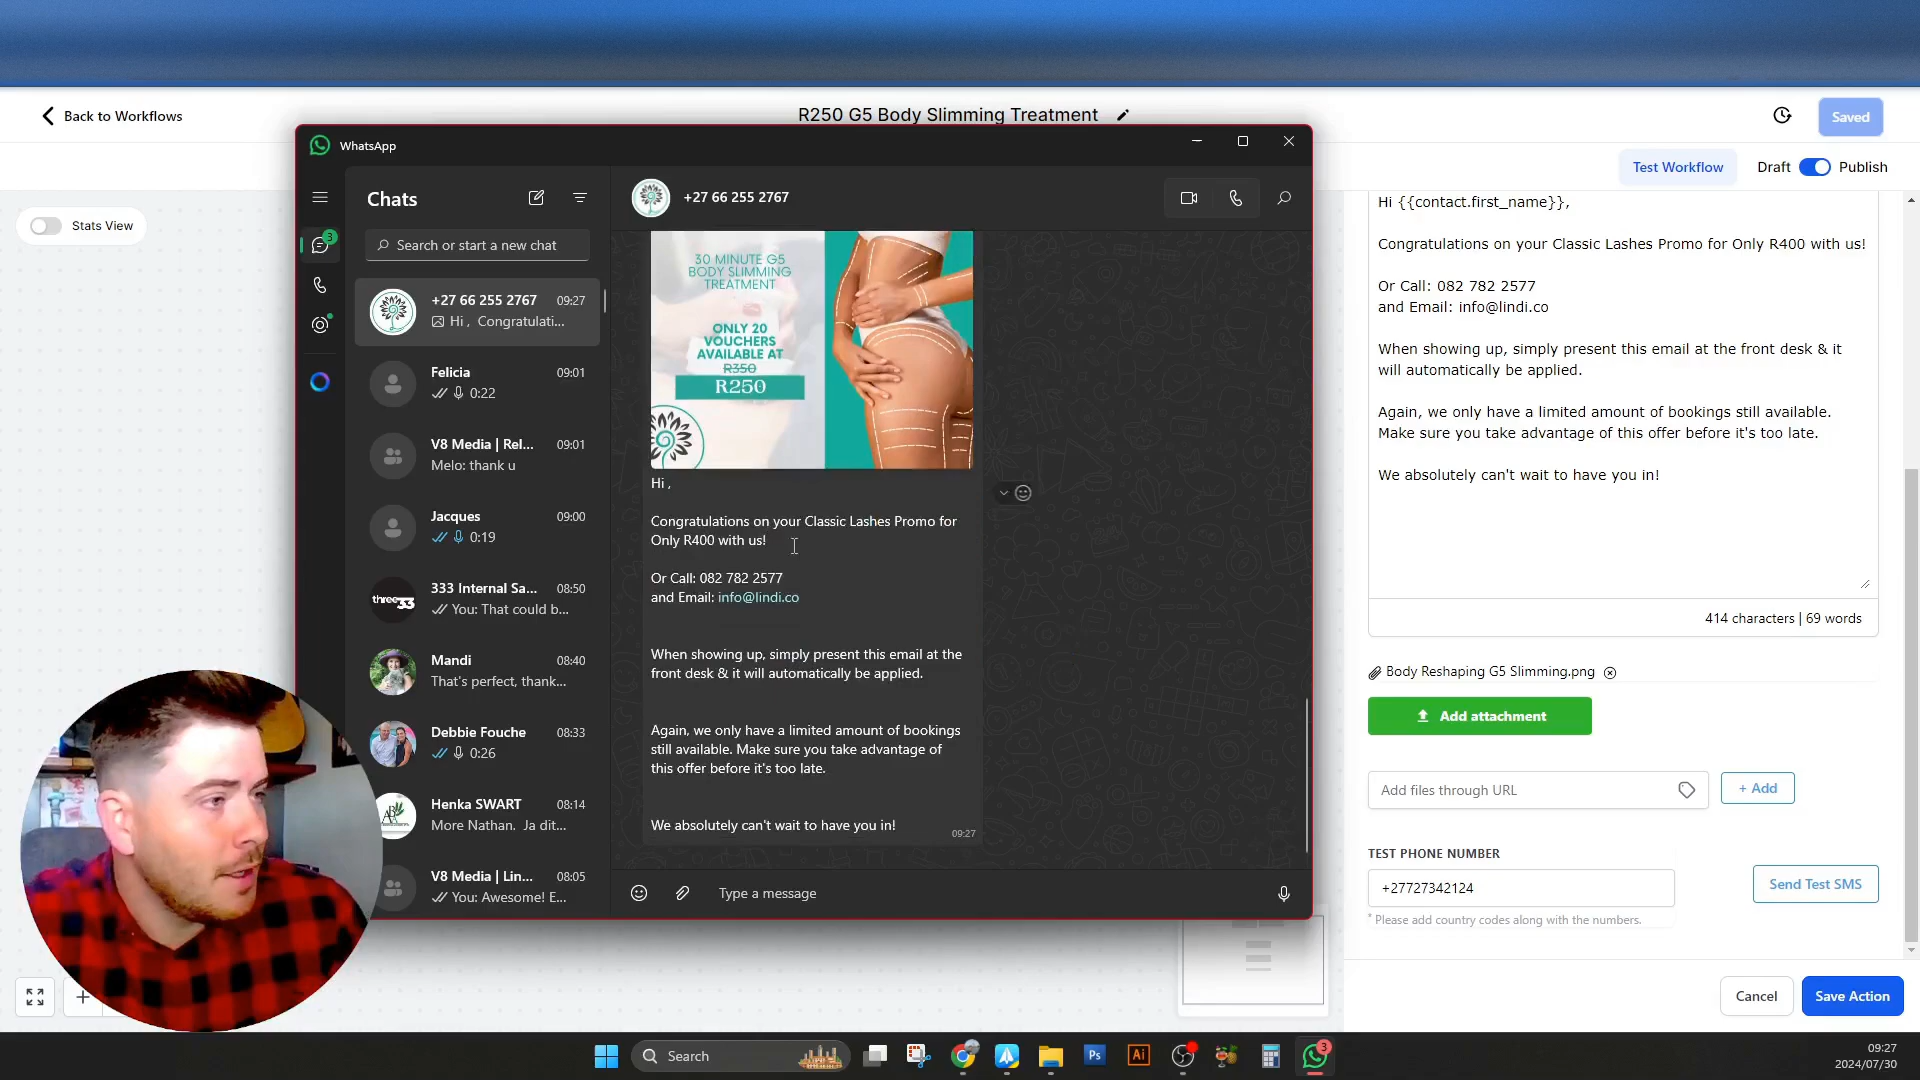 Back to Workflows
R250 G5 Body Slimming Treatment
Saved
Stats View
Test Workflow
Draft
Publish
WhatsApp
Chats
Search or start a new chat
3
+27 66 255 2767
09:27
Hi , Congratulati...
Felicia
09:01
0:22
V8 Media | Rel...
09:01
Melo: thank u
Jacques
09:00
0:19
three33
333 Internal Sa...
08:50
You: That could b...
Mandi
08:40
That's perfect, thank...
Debbie Fouche
08:33
0:26
Henka SWART
08:14
More Nathan. Ja dit...
V8 Media | Lin...
08:05
You: Awesome! E...
+27 66 255 2767
30 MINUTE G5
BODY SLIMMING
TREATMENT
ONLY 20
VOUCHERS
AVAILABLE AT
R350
R250
Hi ,
Congratulations on your Classic Lashes Promo for
Only R400 with us!
Or Call: 082 782 2577
and Email: info@lindi.co
When showing up, simply present this email at the
front desk & it will automatically be applied.
Again, we only have a limited amount of bookings
still available. Make sure you take advantage of
this offer before it's too late.
We absolutely can't wait to have you in!
09:27
Type a message
Hi {{contact.first_name}},
Congratulations on your Classic Lashes Promo for Only R400 with us!
Or Call: 082 782 2577
and Email: info@lindi.co
When showing up, simply present this email at the front desk & it
will automatically be applied.
Again, we only have a limited amount of bookings still available.
Make sure you take advantage of this offer before it's too late.
We absolutely can't wait to have you in!
414 characters | 69 words
Body Reshaping G5 Slimming.png
Add attachment
Add files through URL
+ Add
TEST PHONE NUMBER
+27727342124
Send Test SMS
* Please add country codes along with the numbers.
Cancel
Save Action
Search
Ps
Ai
3
09:27
2024/07/30